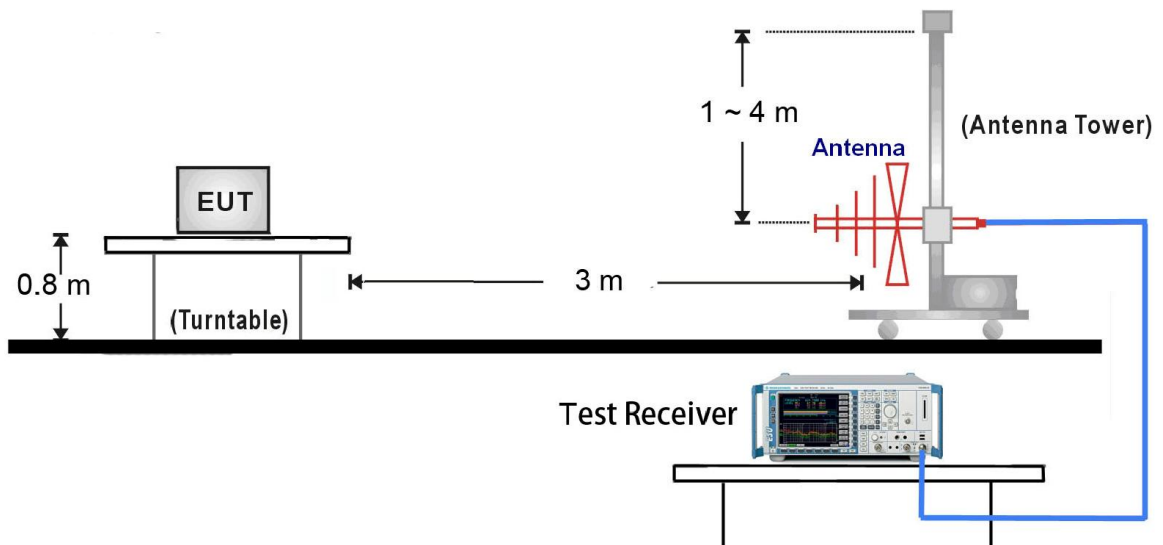 1 ~ 4 m
(Antenna Tower)
Antenna
EUT
0.8 m
3 m
(Turntable)
Test Receiver